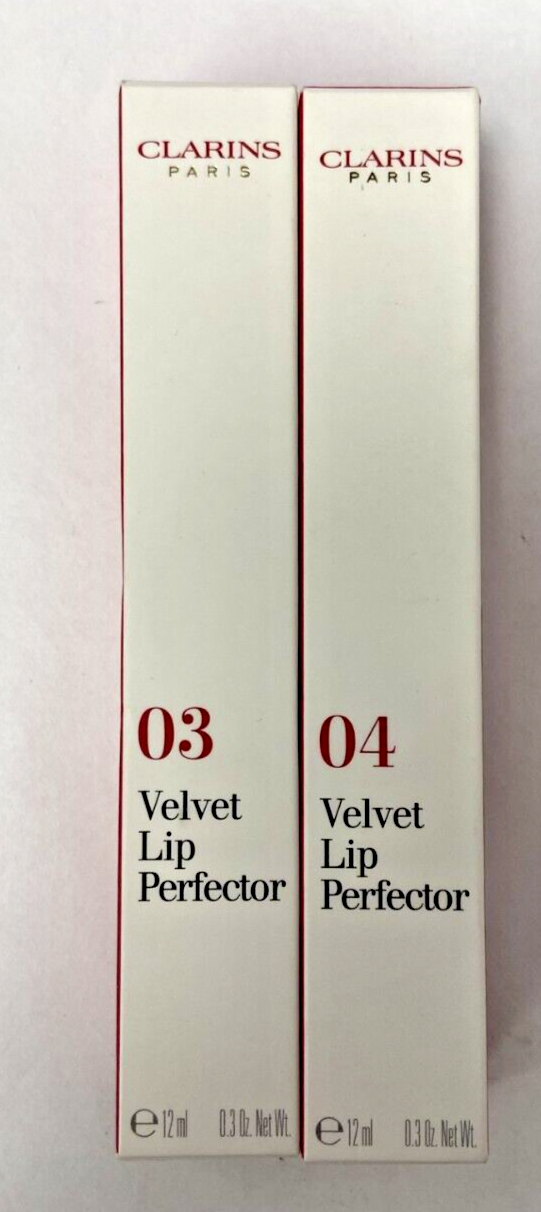 CLARINS
PARIS
03
Velvet
Lip
Perfector
e 12 ml 0.3 Oz. Net Wt.
CLARINS
PARIS
04
Velvet
Lip
Perfector
e 12 ml 0.3 Oz. Net Wt.